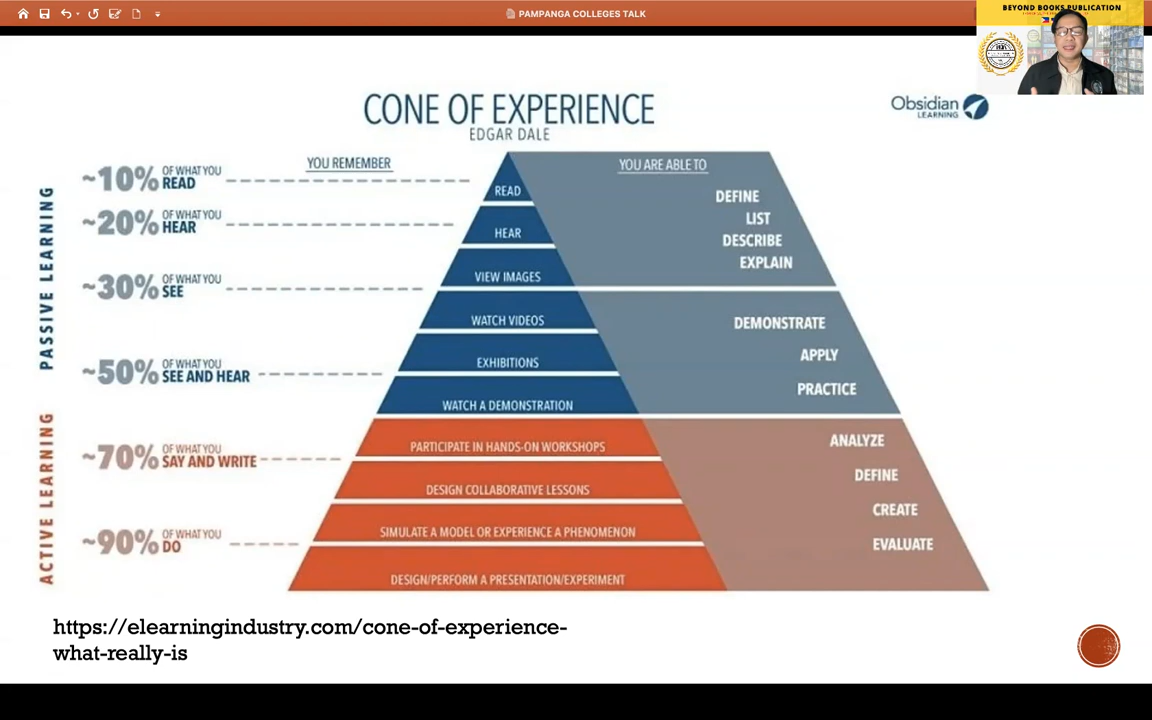 PAMPANGA COLLEGES TALK
BEYOND BOOKS PUBLICATION
CONE OF EXPERIENCE
EDGAR DALE
Obsidian
LEARNING
YOU REMEMBER
YOU ARE ABLE TO
PASSIVE LEARNING
~10% OF WHAT YOU
READ
~20% OF WHAT YOU
HEAR
~30% OF WHAT YOU
SEE
~50% OF WHAT YOU
SEE AND HEAR
ACTIVE LEARNING
~70% OF WHAT YOU
SAY AND WRITE
~90% OF WHAT YOU
DO
READ
HEAR
VIEW IMAGES
WATCH VIDEOS
EXHIBITIONS
WATCH A DEMONSTRATION
PARTICIPATE IN HANDS-ON WORKSHOPS
DESIGN COLLABORATIVE LESSONS
SIMULATE A MODEL OR EXPERIENCE A PHENOMENON
DESIGN/PERFORM A PRESENTATION/EXPERIMENT
DEFINE
LIST
DESCRIBE
EXPLAIN
DEMONSTRATE
APPLY
PRACTICE
ANALYZE
DEFINE
CREATE
EVALUATE
https://elearningindustry.com/cone-of-experience-
what-really-is